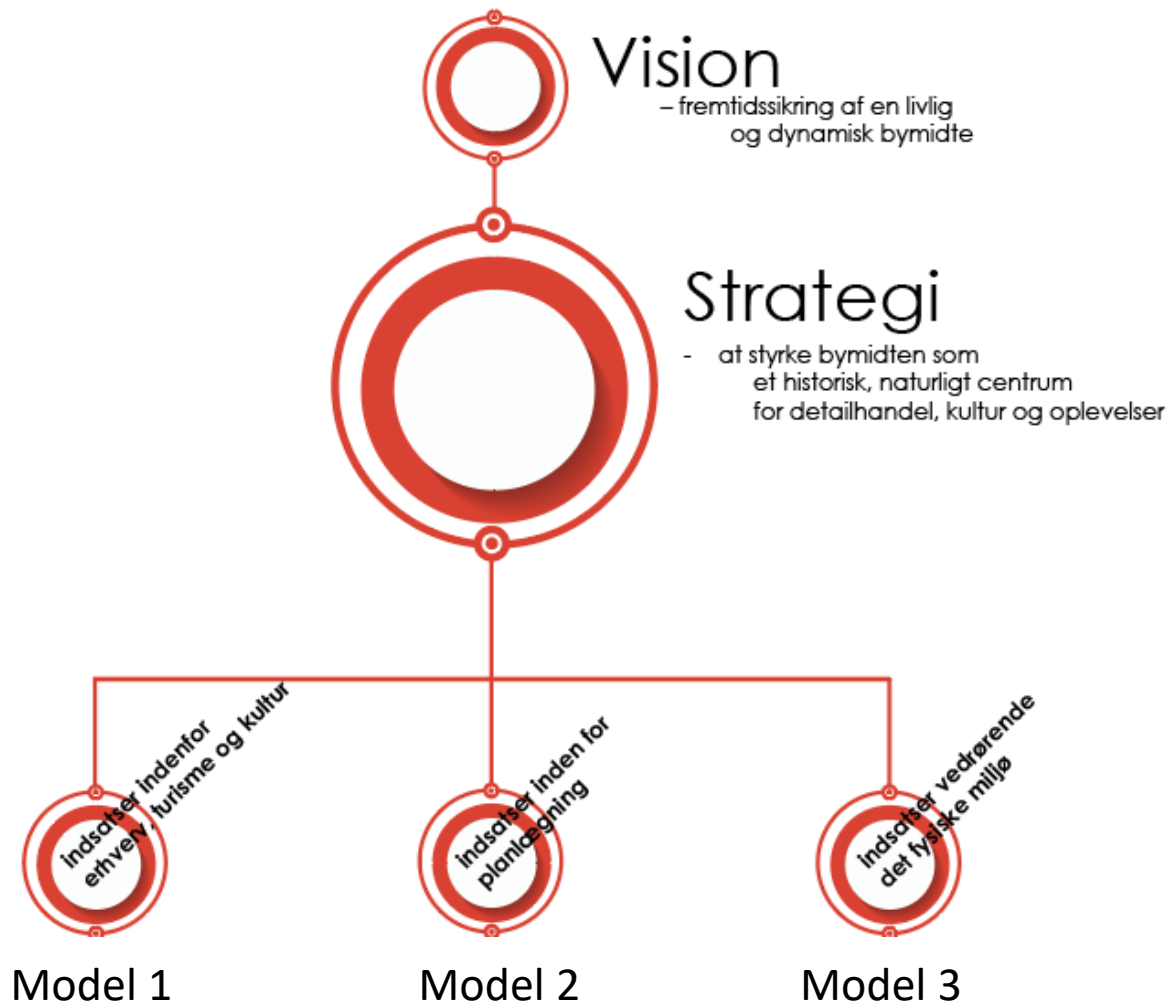 Vision
– fremtidssikring af en livlig
og dynamisk bymidte
Strategi
- at styrke bymidten som
et historisk, naturligt centrum
for detailhandel, kultur og oplevelser
indsatser indenfor
erhverv, turisme og kultur
indsatser inden for
planlægning
indsatser vedrørende
det fysiske miljø
Model 1
Model 2
Model 3